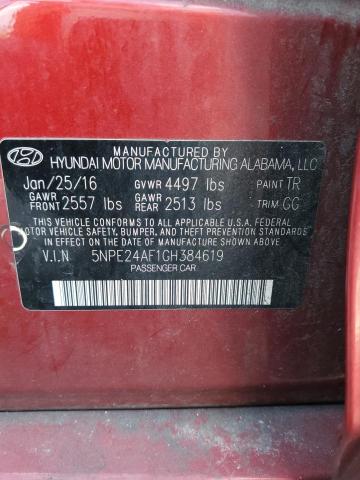 MANUFACTURED BY
HYUNDAI MOTOR MANUFACTURING ALABAMA, LLC
Jan/25/16 GVWR 4497 lbs PAINT TR
GAWR FRONT 2557 lbs GAWR REAR 2513 lbs TRIM GG
THIS VEHICLE CONFORMS TO ALL APPLICABLE U.S.A. FEDERAL
MOTOR VEHICLE SAFETY, BUMPER, AND THEFT PREVENTION
STANDARDS IN EFFECT ON THE DATE OF MANUFACTURE SHOWN ABOVE.
V.I.N 5NPE24AF1GH384619
PASSENGER CAR